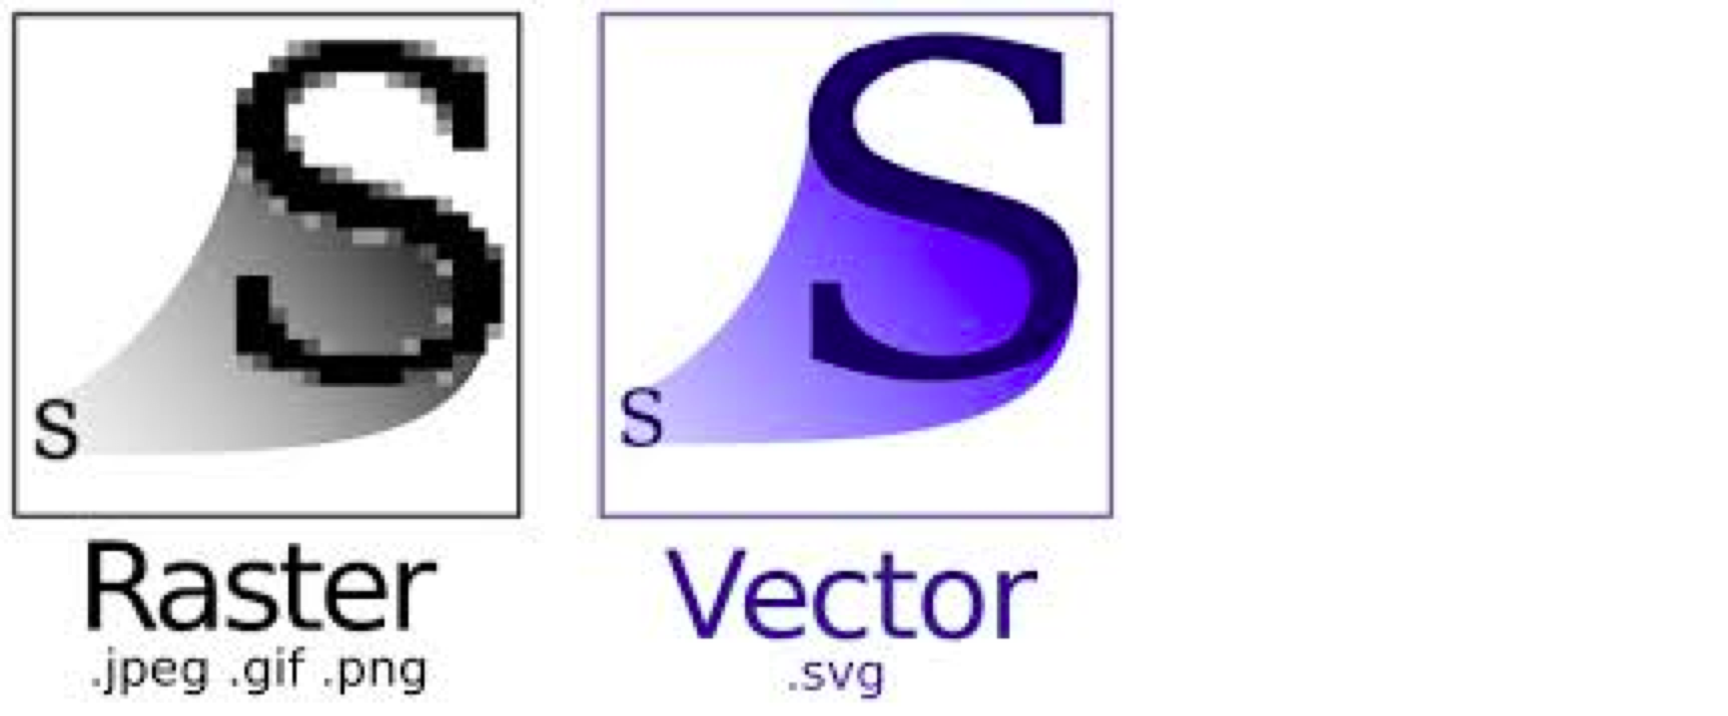 S
S
Raster
.jpeg .gif .png
S
S
Vector
.svg